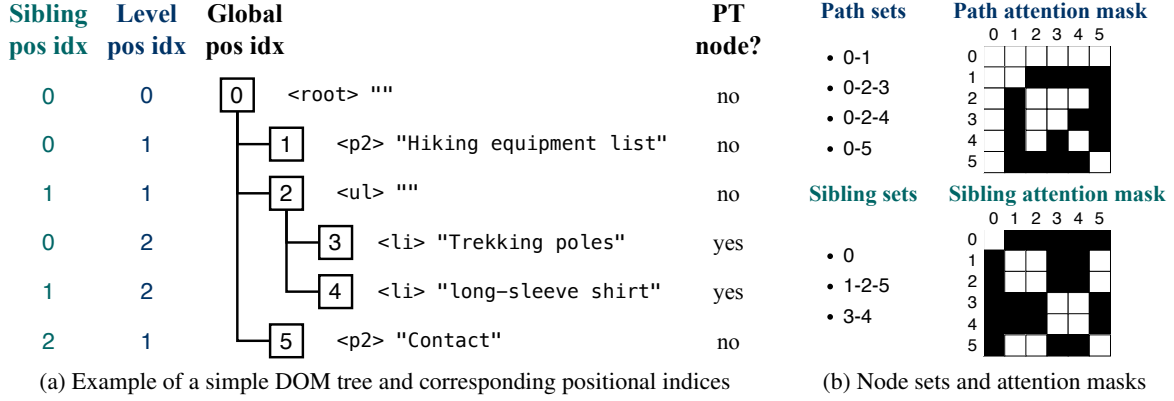 Sibling pos idx Level pos idx Global pos idx PT node?
0 0 0 <root> "" no
0 1 1 <p2> "Hiking equipment list" no
1 1 2 <ul> "" no
0 2 3 <li> "Trekking poles" yes
1 2 4 <li> "long-sleeve shirt" yes
2 1 5 <p2> "Contact" no
(a) Example of a simple DOM tree and corresponding positional indices
Path sets
• 0-1
• 0-2-3
• 0-2-4
• 0-5
Path attention mask
0 1 2 3 4 5
0
1
2
3
4
5
Sibling sets
• 0
• 1-2-5
• 3-4
Sibling attention mask
0 1 2 3 4 5
0
1
2
3
4
5
(b) Node sets and attention masks